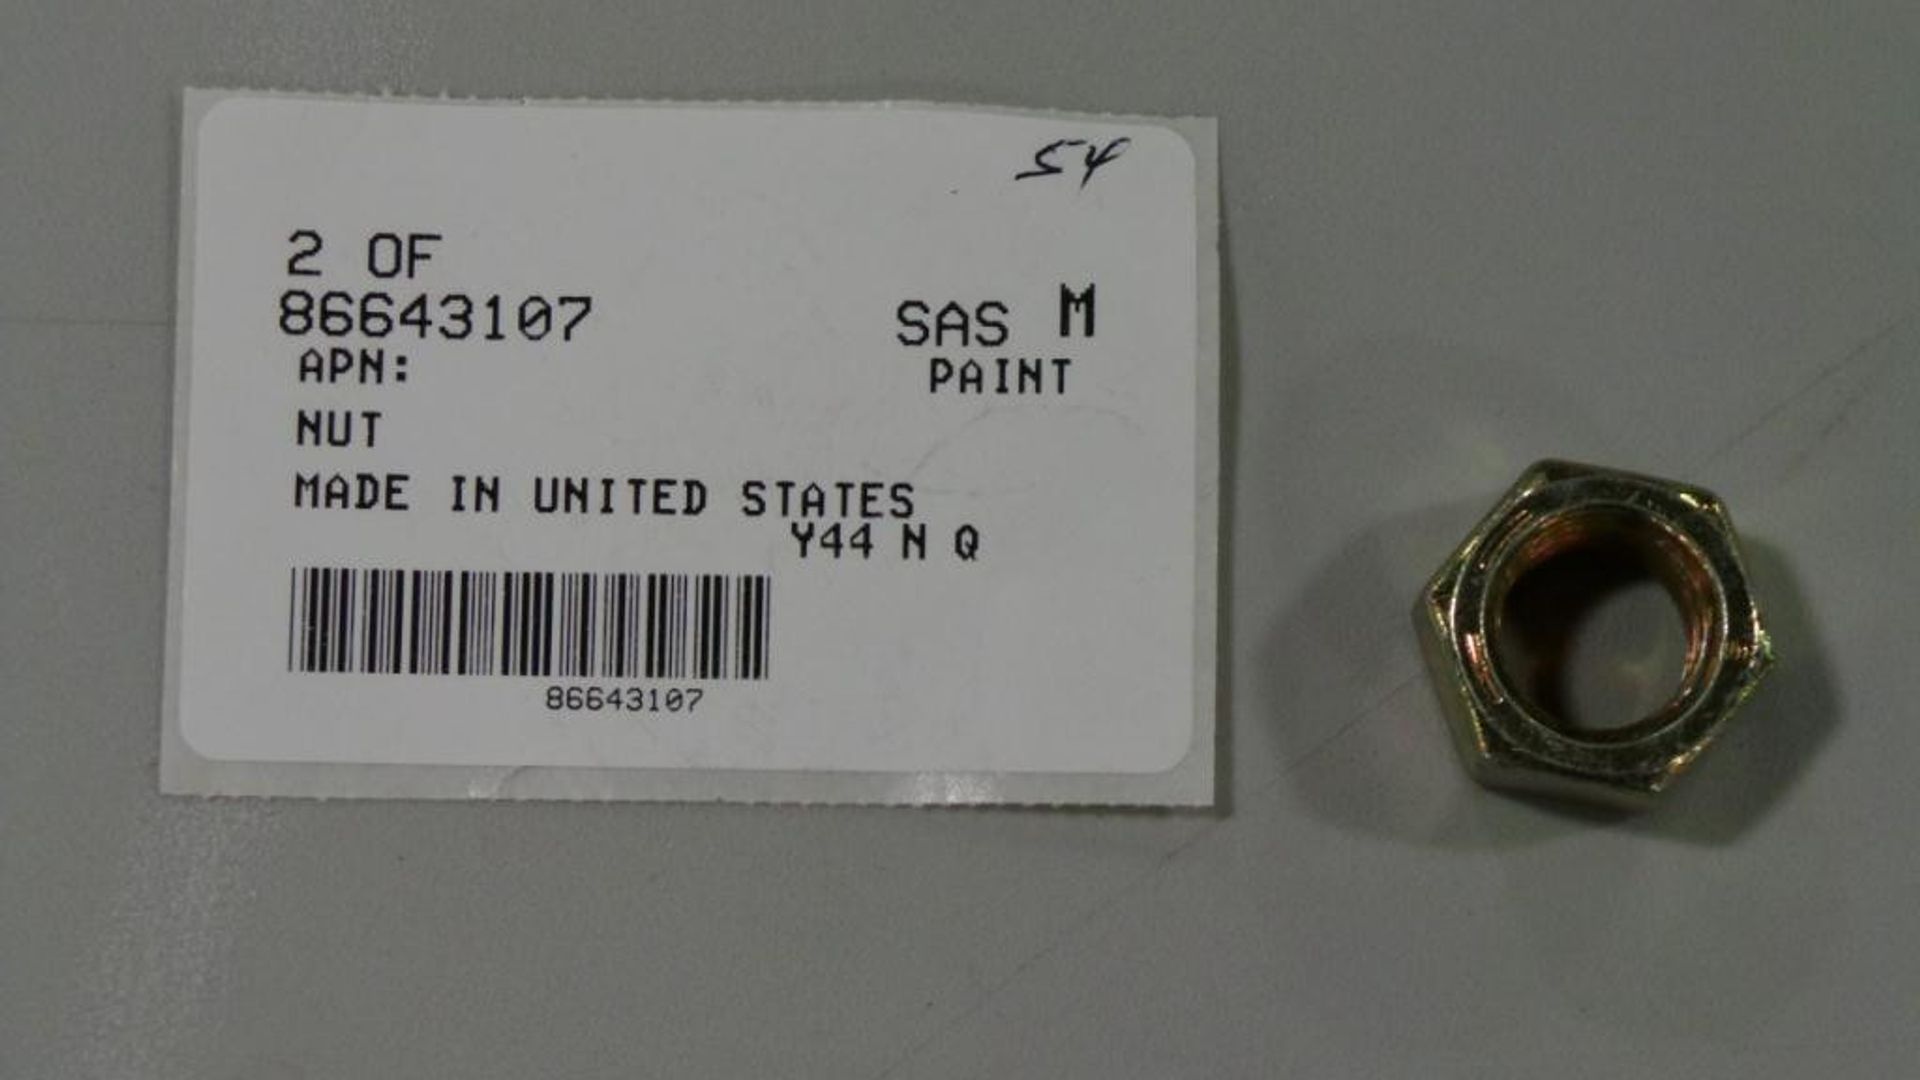 54
2 OF
86643107 SAS M
APN: PAINT
NUT
MADE IN UNITED STATES
Y44 N Q
86643107